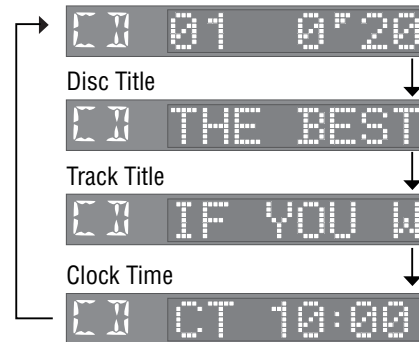 CD 01 0'20
Disc Title
CD THE BEST
Track Title
CD IF YOU W
Clock Time
CD CT 10:00